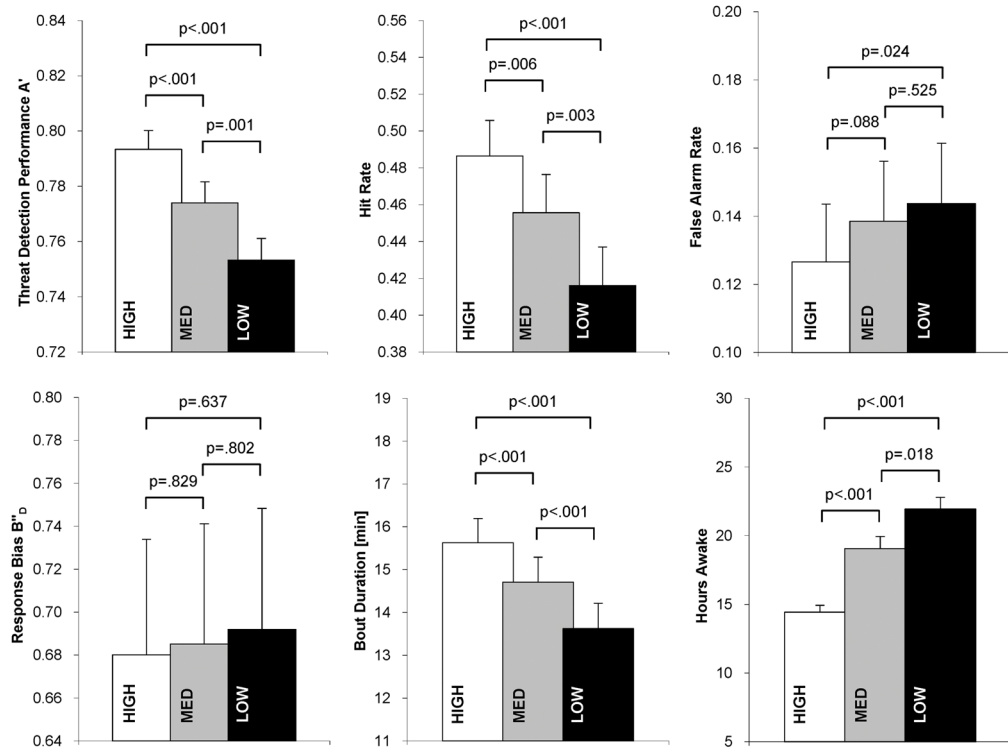 Threat Detection Performance A'
0.84
0.82
0.80
0.78
0.76
0.74
0.72
p<.001
p<.001
p=.001
HIGH
MED
LOW
Hit Rate
0.56
0.54
0.52
0.50
0.48
0.46
0.44
0.42
0.40
0.38
p<.001
p=.006
p=.003
HIGH
MED
LOW
False Alarm Rate
0.20
0.18
0.16
0.14
0.12
0.10
p=.024
p=.525
p=.088
HIGH
MED
LOW
Response Bias B''D
0.80
0.78
0.76
0.74
0.72
0.70
0.68
0.66
0.64
p=.637
p=.802
p=.829
HIGH
MED
LOW
Bout Duration [min]
19
18
17
16
15
14
13
12
11
p<.001
p<.001
p<.001
HIGH
MED
LOW
Hours Awake
30
25
20
15
10
5
p<.001
p=.018
p<.001
HIGH
MED
LOW